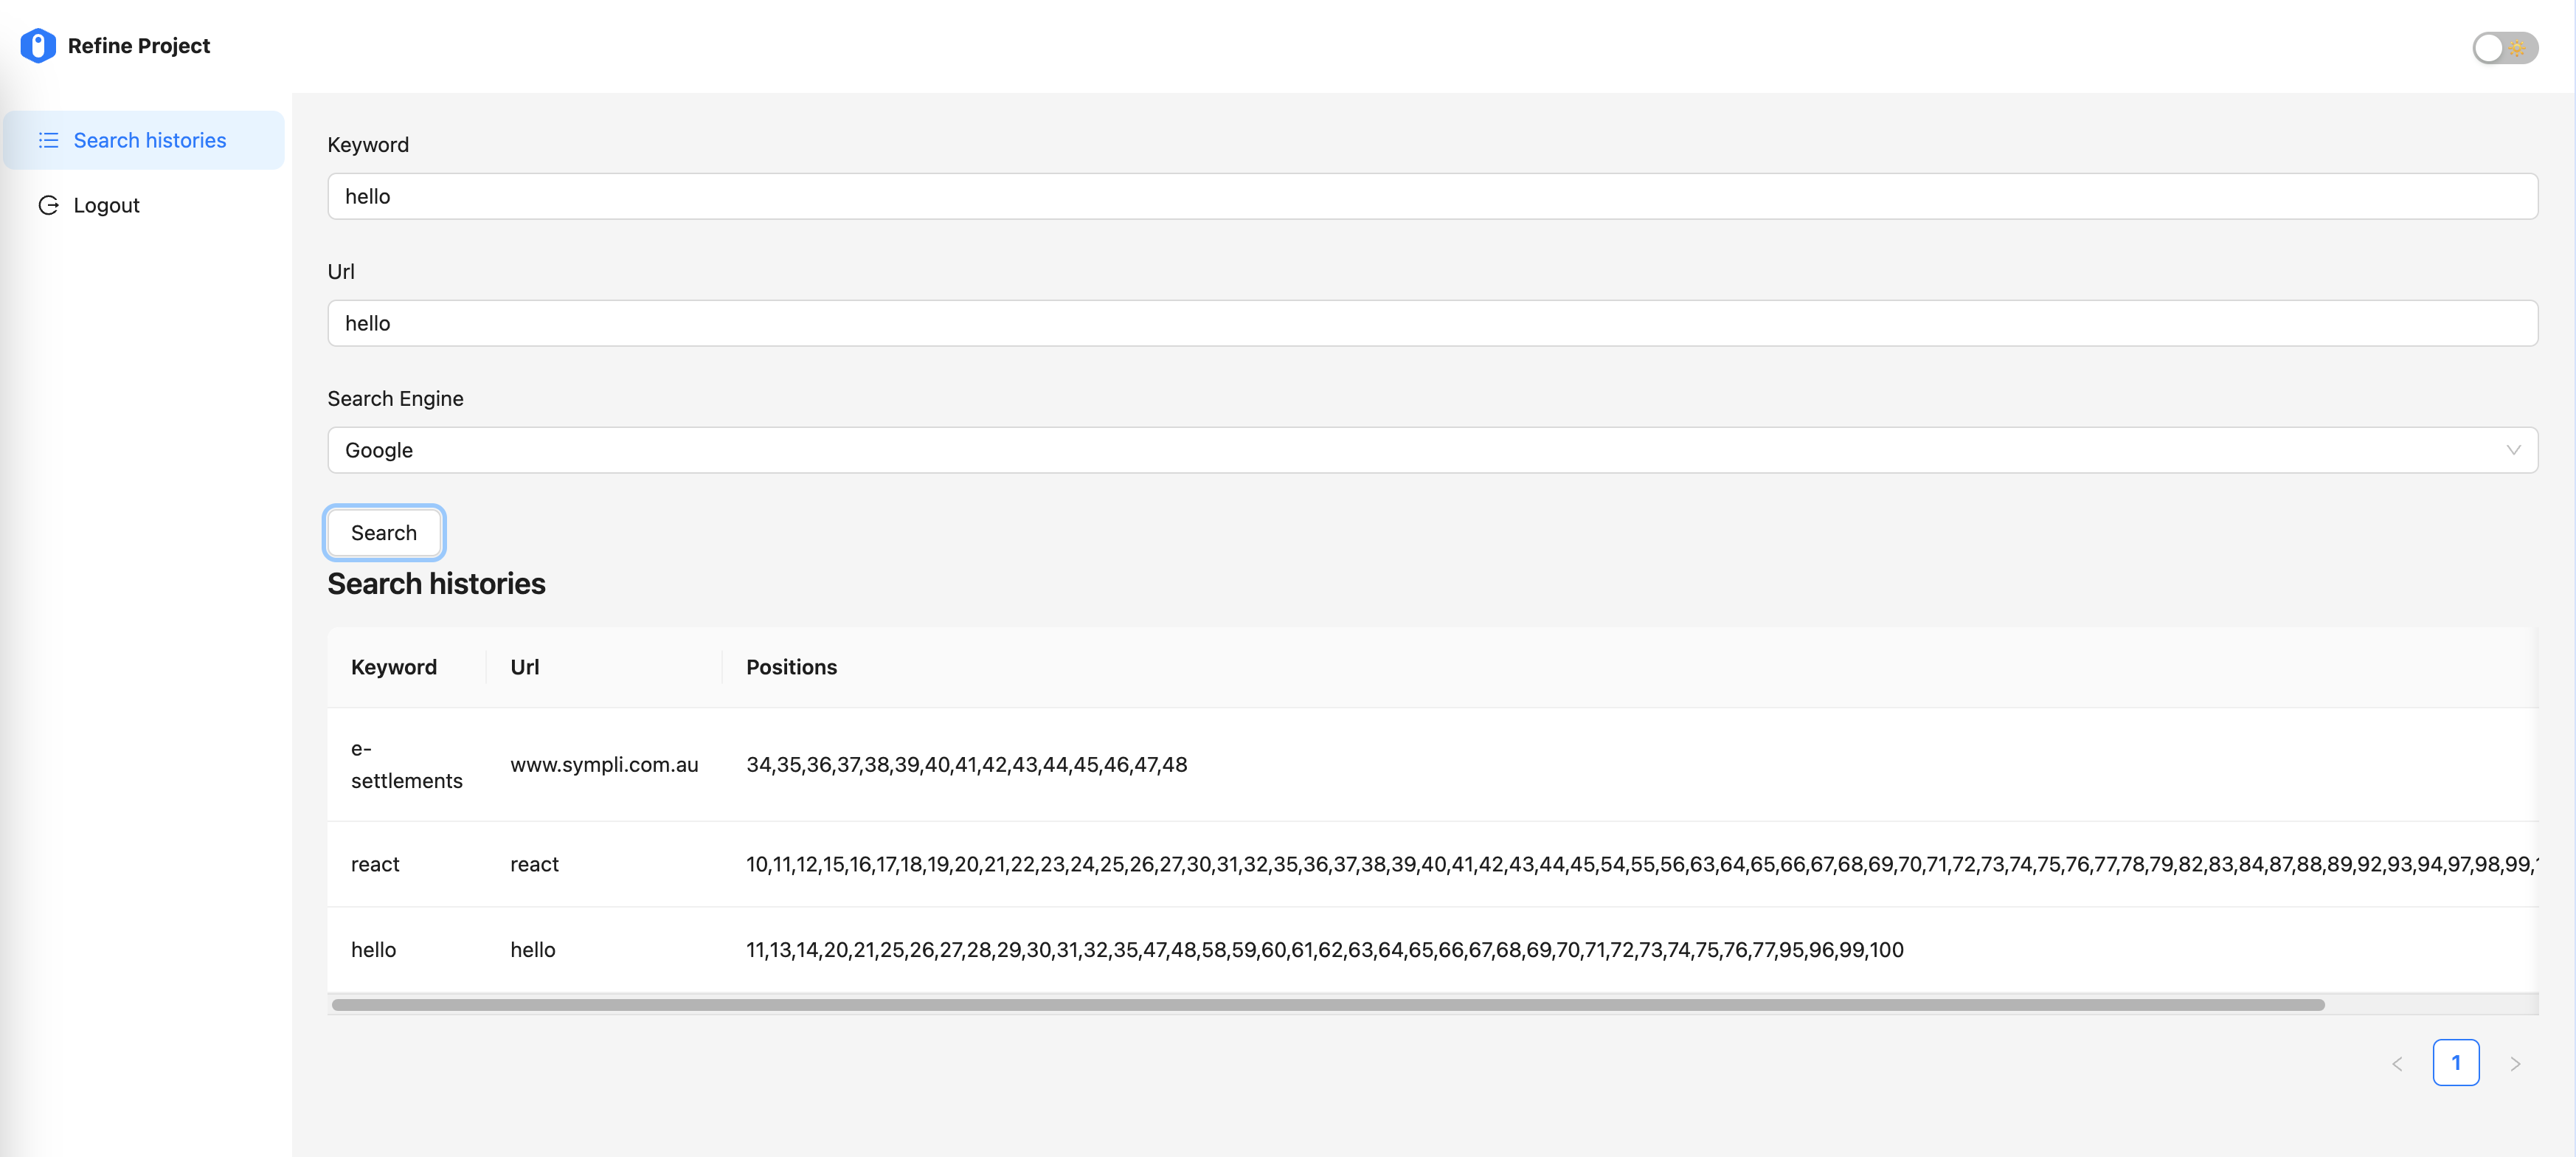 Refine Project
Search histories
Logout
Keyword
hello
Url
hello
Search Engine
Google
Search
Search histories
Keyword Url Positions
e-
settlements www.sympli.com.au 34,35,36,37,38,39,40,41,42,43,44,45,46,47,48
react react 10,11,12,15,16,17,18,19,20,21,22,23,24,25,26,27,30,31,32,35,36,37,38,39,40,41,42,43,44,45,54,55,56,63,64,65,66,67,68,69,70,71,72,73,74,75,76,77,78,79,82,83,84,87,88,89,92,93,94,97,98,99,
hello hello 11,13,14,20,21,25,26,27,28,29,30,31,32,35,47,48,58,59,60,61,62,63,64,65,66,67,68,69,70,71,72,73,74,75,76,77,95,96,99,100
1